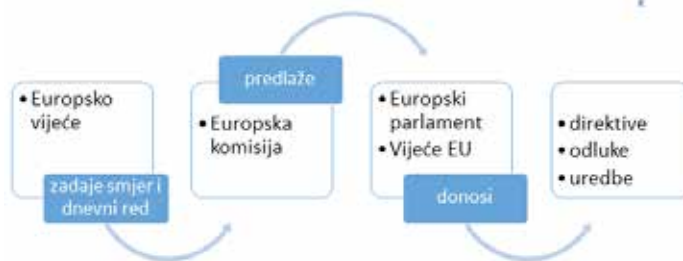 • Europsko
vijeće
zadaje smjer i
dnevni red
predlaže
• Europska
komisija
• Europski
parlament
• Vijeće EU
donosi
• direktive
• odluke
• uredbe